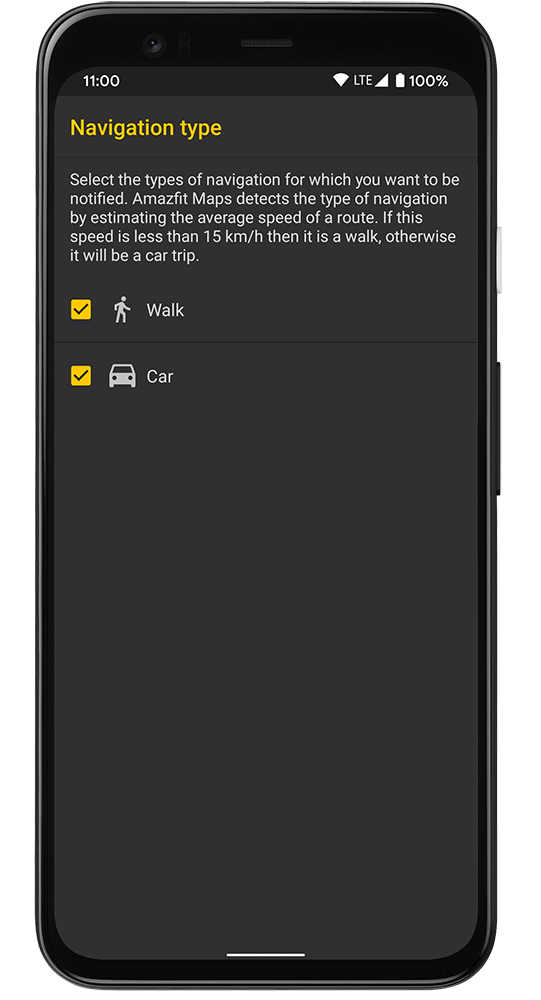 11:00 LTE 100%
Navigation type
Select the types of navigation for which you want to be
notified. Amazfit Maps detects the type of navigation
by estimating the average speed of a route. If this
speed is less than 15 km/h then it is a walk, otherwise
it will be a car trip.
Walk
Car